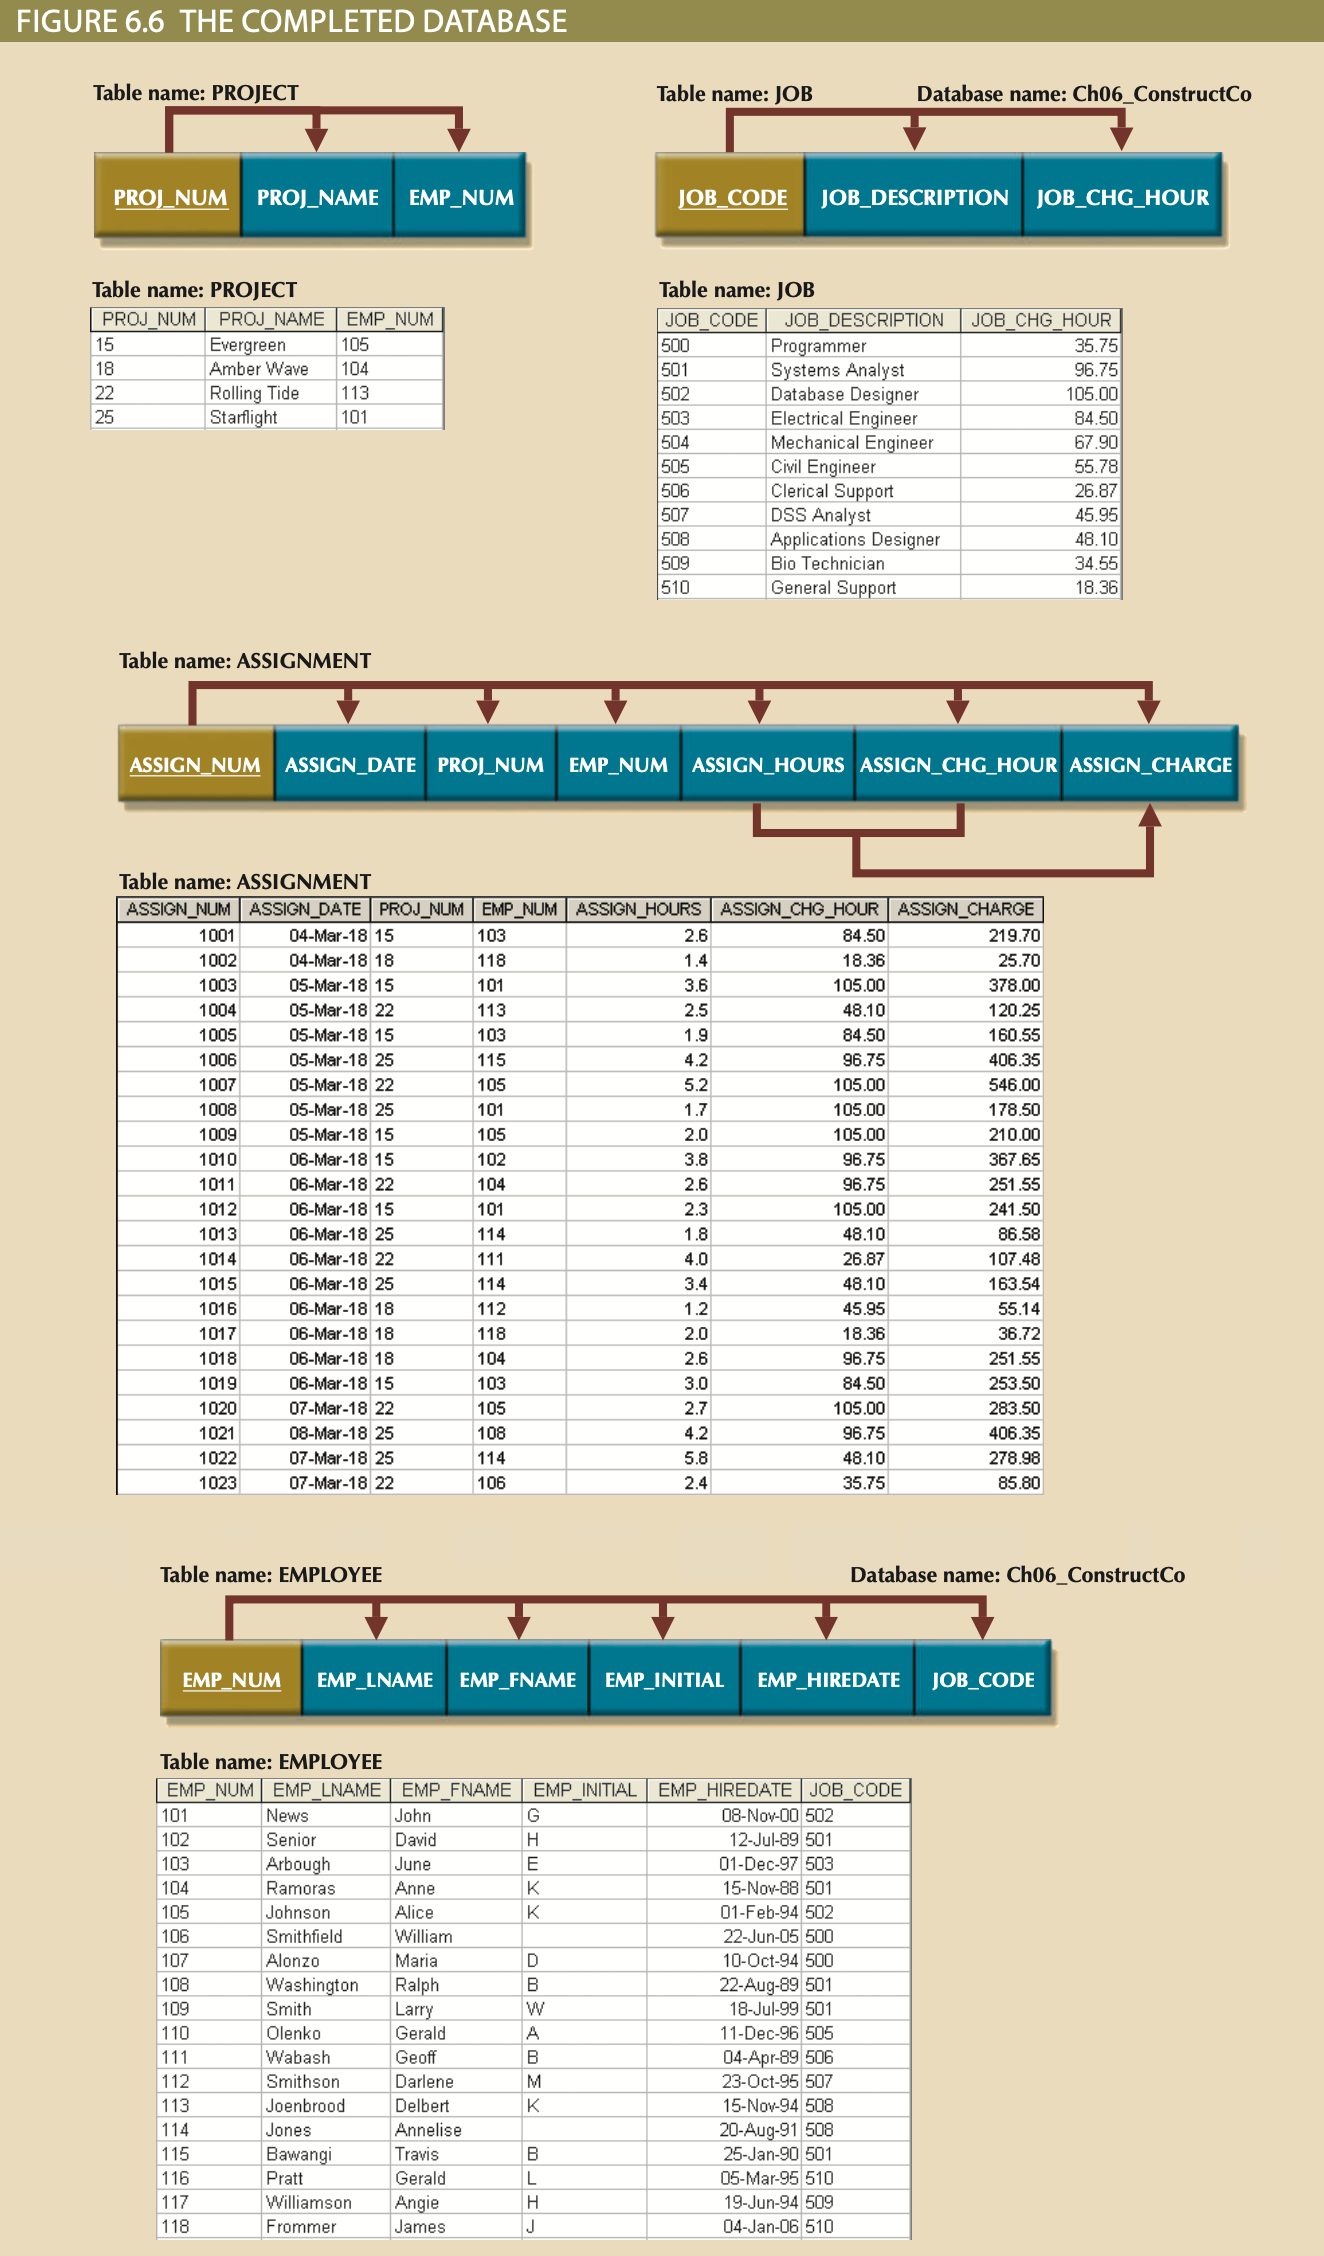 FIGURE 6.6 THE COMPLETED DATABASE
Table name: PROJECT
PROJ_NUM PROJ_NAME EMP_NUM
Table name: JOB Database name: Ch06_ConstructCo
JOB_CODE JOB_DESCRIPTION JOB_CHG_HOUR
Table name: PROJECT
PROJ_NUM PROJ_NAME EMP_NUM
15 Evergreen 105
18 Amber Wave 104
22 Rolling Tide 113
25 Starflight 101
Table name: JOB
JOB_CODE JOB_DESCRIPTION JOB_CHG_HOUR
500 Programmer 35.75
501 Systems Analyst 96.75
502 Database Designer 105.00
503 Electrical Engineer 84.50
504 Mechanical Engineer 67.90
505 Civil Engineer 55.78
506 Clerical Support 26.87
507 DSS Analyst 45.95
508 Applications Designer 48.10
509 Bio Technician 34.55
510 General Support 18.36
Table name: ASSIGNMENT
ASSIGN_NUM ASSIGN_DATE PROJ_NUM EMP_NUM ASSIGN_HOURS ASSIGN_CHG_HOUR ASSIGN_CHARGE
Table name: ASSIGNMENT
ASSIGN_NUM ASSIGN_DATE PROJ_NUM EMP_NUM ASSIGN_HOURS ASSIGN_CHG_HOUR ASSIGN_CHARGE
1001 04-Mar-18 15 103 2.6 84.50 219.70
1002 04-Mar-18 18 118 1.4 18.36 25.70
1003 05-Mar-18 15 101 3.6 105.00 378.00
1004 05-Mar-18 22 113 2.5 48.10 120.25
1005 05-Mar-18 15 103 1.9 84.50 160.55
1006 05-Mar-18 25 115 4.2 96.75 406.35
1007 05-Mar-18 22 105 5.2 105.00 546.00
1008 05-Mar-18 25 101 1.7 105.00 178.50
1009 05-Mar-18 15 105 2.0 105.00 210.00
1010 06-Mar-18 15 102 3.8 96.75 367.65
1011 06-Mar-18 22 104 2.6 96.75 251.55
1012 06-Mar-18 15 101 2.3 105.00 241.50
1013 06-Mar-18 25 114 1.8 48.10 86.58
1014 06-Mar-18 22 111 4.0 26.87 107.48
1015 06-Mar-18 25 114 3.4 48.10 163.54
1016 06-Mar-18 18 112 1.2 45.95 55.14
1017 06-Mar-18 18 118 2.0 18.36 36.72
1018 06-Mar-18 18 104 2.6 96.75 251.55
1019 06-Mar-18 15 103 3.0 84.50 253.50
1020 07-Mar-18 22 105 2.7 105.00 283.50
1021 08-Mar-18 25 108 4.2 96.75 406.35
1022 07-Mar-18 25 114 5.8 48.10 278.98
1023 07-Mar-18 22 106 2.4 35.75 85.80
Table name: EMPLOYEE Database name: Ch06_ConstructCo
EMP_NUM EMP_LNAME EMP_FNAME EMP_INITIAL EMP_HIREDATE JOB_CODE
Table name: EMPLOYEE
EMP_NUM EMP_LNAME EMP_FNAME EMP_INITIAL EMP_HIREDATE JOB_CODE
101 News John G 08-Nov-00 502
102 Senior David H 12-Jul-89 501
103 Arbough June E 01-Dec-97 503
104 Ramoras Anne K 15-Nov-88 501
105 Johnson Alice K 01-Feb-94 502
106 Smithfield William 22-Jun-05 500
107 Alonzo Maria D 10-Oct-94 500
108 Washington Ralph B 22-Aug-89 501
109 Smith Larry W 18-Jul-99 501
110 Olenko Gerald A 11-Dec-96 505
111 Wabash Geoff B 04-Apr-89 506
112 Smithson Darlene M 23-Oct-95 507
113 Joenbrood Delbert K 15-Nov-94 508
114 Jones Annelise 20-Aug-91 508
115 Bawangi Travis B 25-Jan-90 501
116 Pratt Gerald L 05-Mar-95 510
117 Williamson Angie H 19-Jun-94 509
118 Frommer James J 04-Jan-06 510